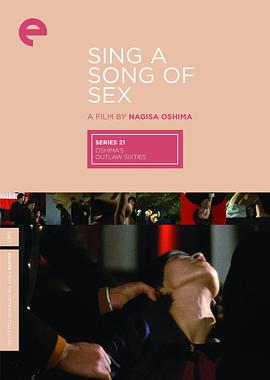 e
SING A
SONG OF
SEX
A FILM BY NAGISA OSHIMA
SERIES 21
OSHIMA'S
OUTLAW SIXTIES